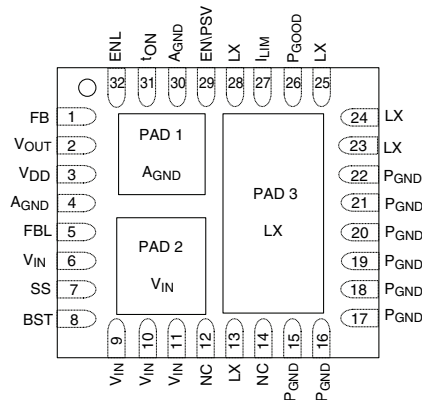 ENL
tON
AGND
EN\PSV
LX
ILIM
PGOOD
LX
32
31
30
29
28
27
26
25
FB 1
VOUT 2
VDD 3
AGND 4
FBL 5
VIN 6
SS 7
BST 8
PAD 1
AGND
PAD 2
VIN
PAD 3
LX
24 LX
23 LX
22 PGND
21 PGND
20 PGND
19 PGND
18 PGND
17 PGND
9
10
11
12
13
14
15
16
VIN
VIN
VIN
NC
LX
NC
PGND
PGND